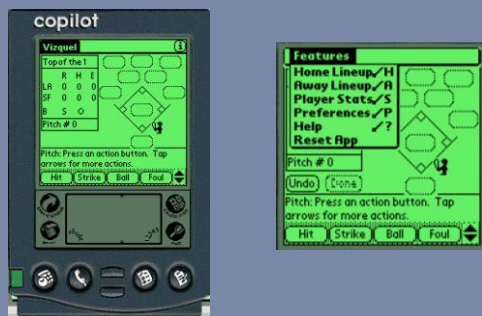 copilot
Vizquel
i
Top of the 1
R H E
LA 0 0 0
SF 0 0 0
B S
Pitch # 0
Pitch: Press an action button. Tap
arrows for more actions.
Hit Strike Ball Foul
Features
Home Lineup /H
Away Lineup /A
Player Stats /S
Preferences /P
Help /?
Reset App
Pitch # 0
Undo Done
Pitch: Press an action button. Tap
arrows for more actions.
Hit Strike Ball Foul